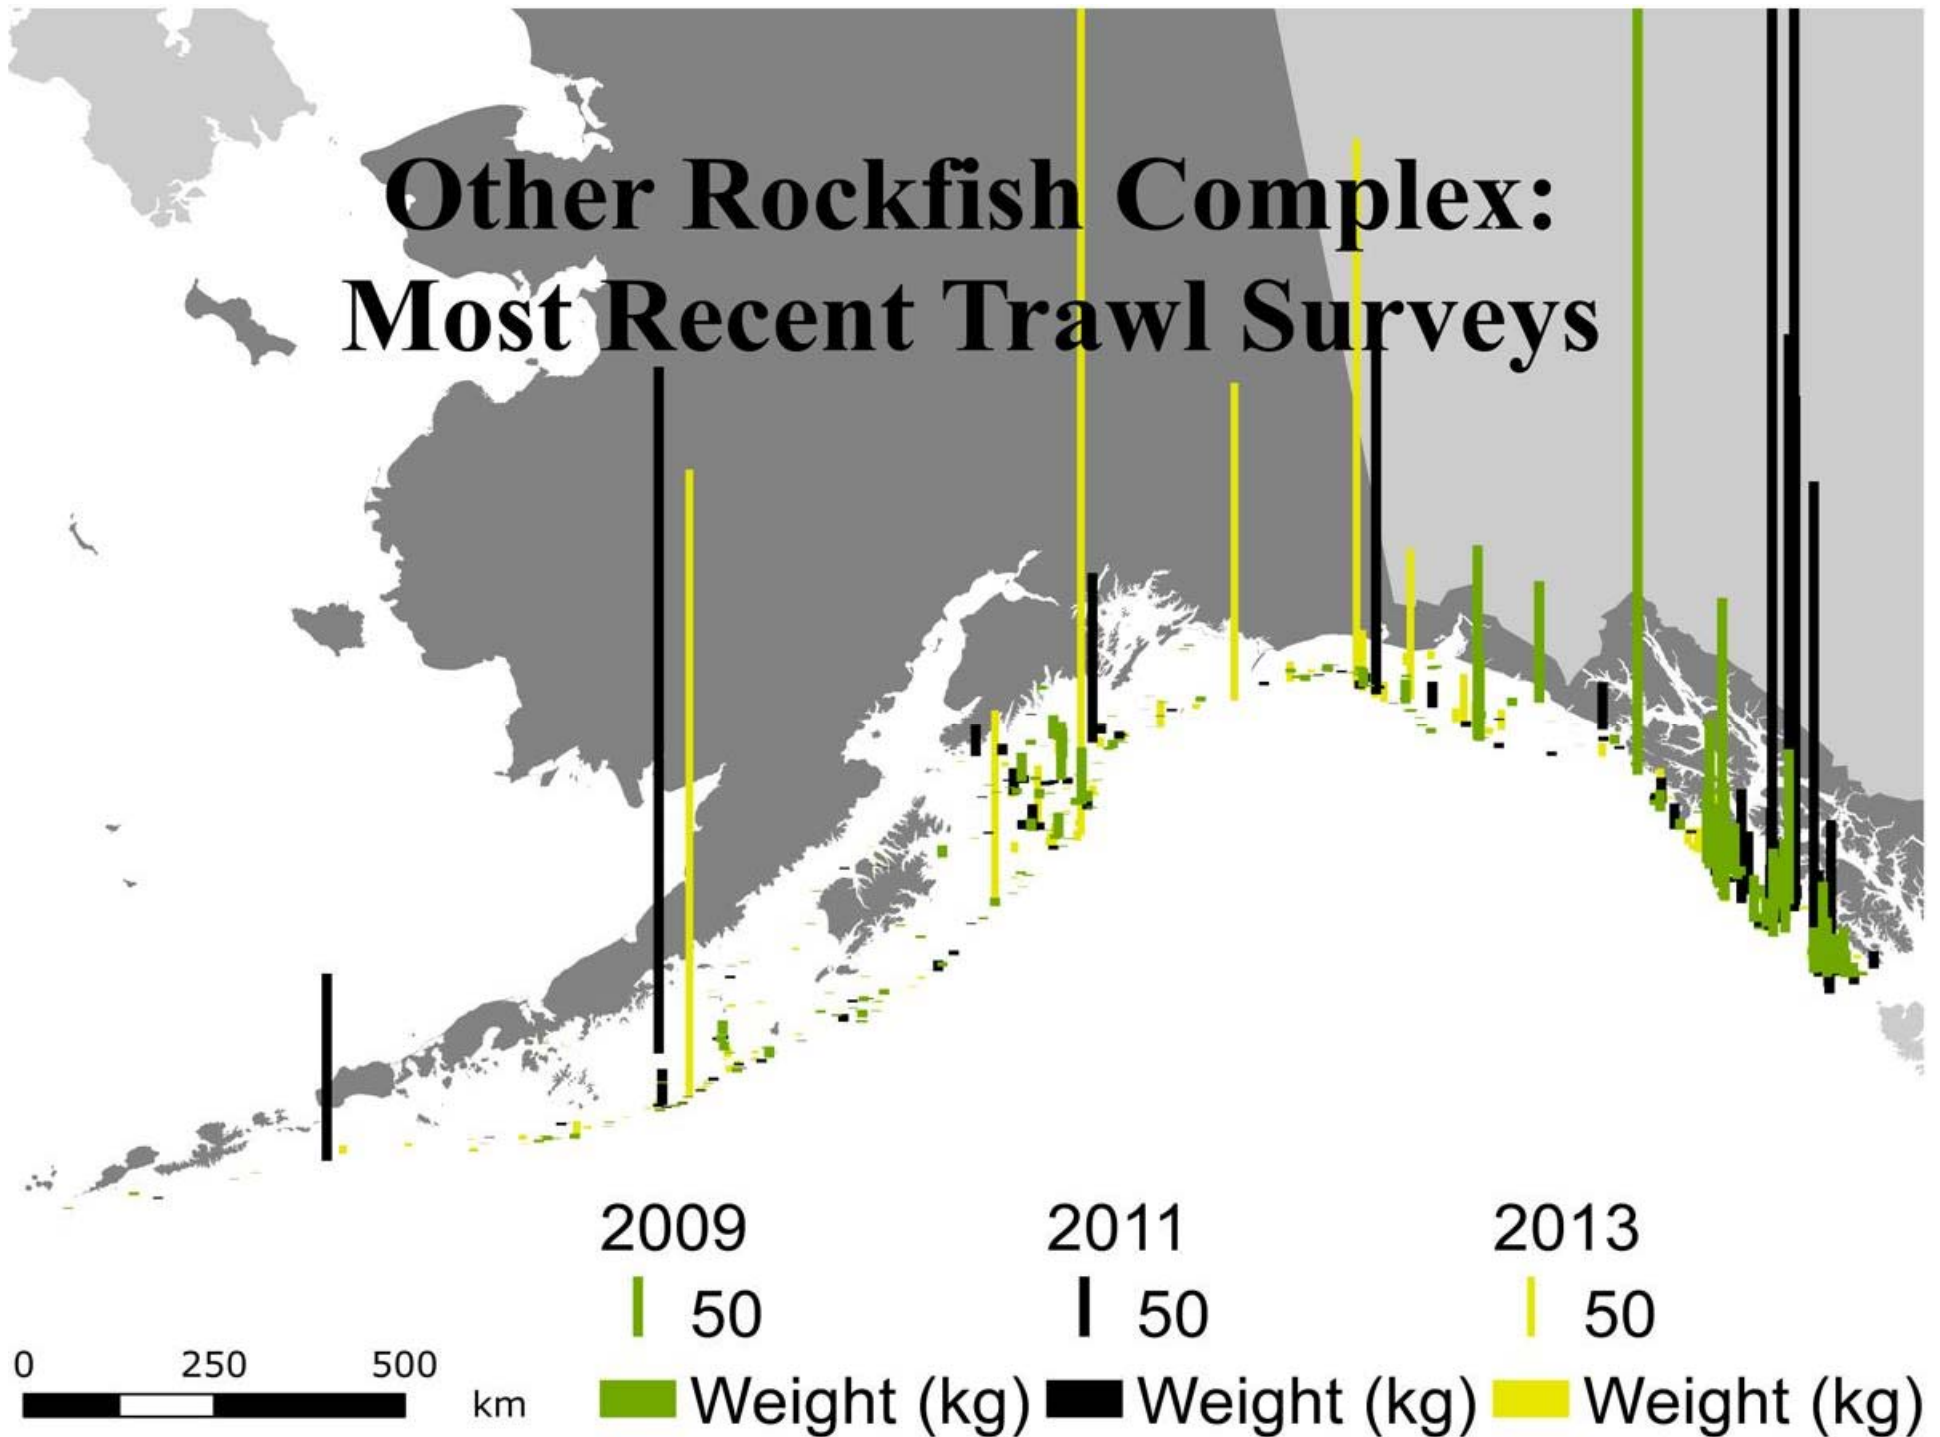 Other Rockfish Complex:
Most Recent Trawl Surveys
2009 2011 2013
50 50 50
0 250 500
km
Weight (kg) Weight (kg) Weight (kg)